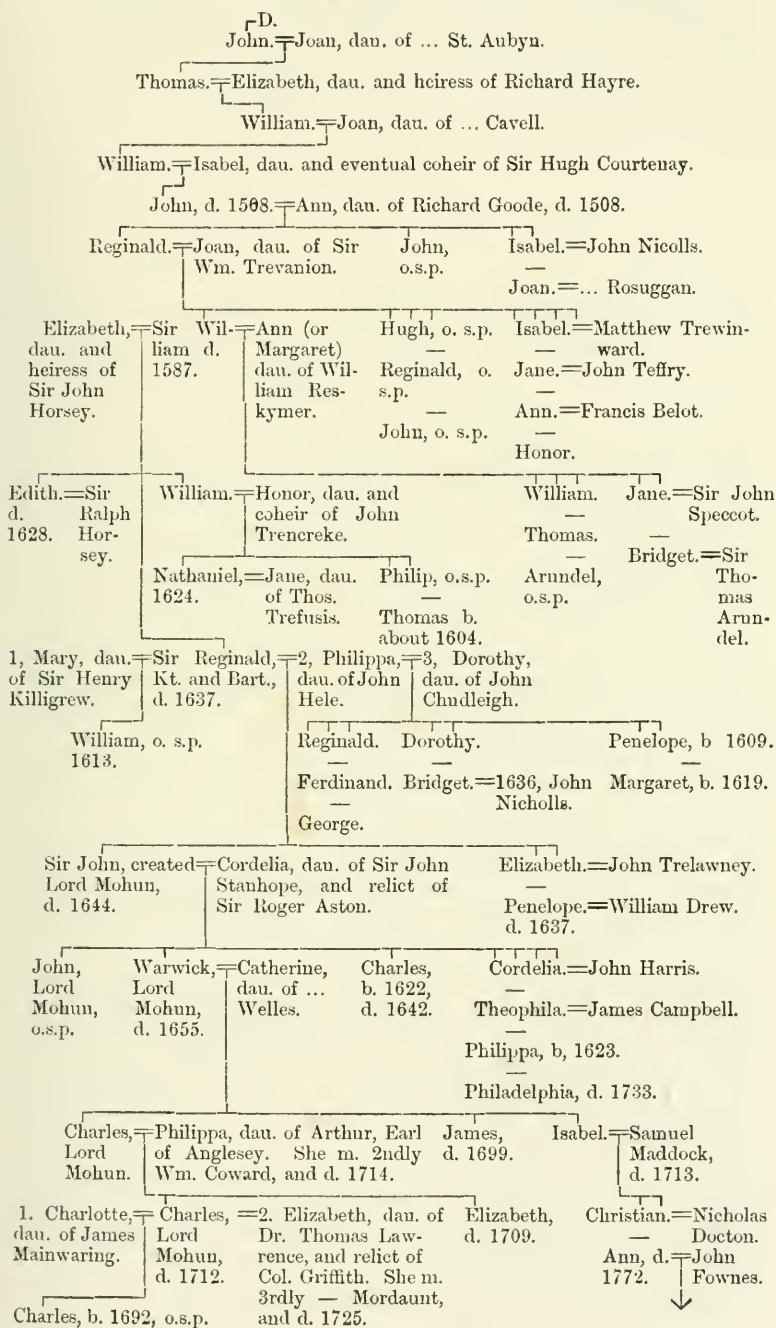 D.
John.=Joan, dau. of ... St. Aubyn.
Thomas.=Elizabeth, dau. and heiress of Richard Hayre.
William.=Joan, dau. of ... Cavell.
William.=Isabel, dau. and eventual coheir of Sir Hugh Courtenay.
John, d. 1508.=Ann, dau. of Richard Goode, d. 1508.
Reginald.=Joan, dau. of Sir John, Isabel.=John Nicolls.
Wm. Trevanion. o.s.p. —
Joan.=... Rosuggan.
Elizabeth,=Sir Wil-=Ann (or Hugh, o. s.p. Isabel.=Matthew Trewin-
dau. and liam d. Margaret) — — ward.
heiress of 1587. dau. of Wil- Reginald, o. Jane.=John Teffry.
Sir John liam Res- s.p. —
Horsey. kymer. — Ann.=Francis Belot.
John, o. s.p. —
Honor.
Edith.=Sir William.=Honor, dau. and William. Jane.=Sir John
d. Ralph coheir of John — Speccot.
1628. Hor- Trencreke. Thomas. —
sey. — Bridget.=Sir
Nathaniel,=Jane, dau. Philip, o.s.p. Arundel, Tho-
1624. of Thos. — o.s.p. mas
Trefusis. Thomas b. Arun-
about 1604. del.
1, Mary, dau.=Sir Reginald,=2, Philippa,=3, Dorothy,
of Sir Henry Kt. and Bart., dau. of John dau. of John
Killigrew. d. 1637. Hele. Chudleigh.
William, o. s.p. Reginald. Dorothy. Penelope, b 1609.
1613. — — —
Ferdinand. Bridget.=1636, John Margaret, b. 1619.
— Nicholls.
George.
Sir John, created=Cordelia, dau. of Sir John Elizabeth.=John Trelawney.
Lord Mohun, Stanhope, and relict of —
d. 1644. Sir Roger Aston. Penelope.=William Drew.
d. 1637.
John, Warwick,=Catherine, Charles, Cordelia.=John Harris.
Lord Lord dau. of ... b. 1622, —
Mohun, Mohun, Welles. d. 1642. Theophila.=James Campbell.
o.s.p. d. 1655. —
Philippa, b, 1623.
—
Philadelphia, d. 1733.
Charles,=Philippa, dau. of Arthur, Earl James, Isabel.=Samuel
Lord of Anglesey. She m. 2ndly d. 1699. Maddock,
Mohun. Wm. Coward, and d. 1714. d. 1713.
1. Charlotte,= Charles, =2. Elizabeth, dau. of Elizabeth, Christian.=Nicholas
dau. of James Lord Dr. Thomas Law- d. 1709. — Docton.
Mainwaring. Mohun, rence, and relict of Ann, d.=John
d. 1712. Col. Griffith. She m. 1772. Fownes.
3rdly — Mordaunt,
Charles, b. 1692, o.s.p. and d. 1725.